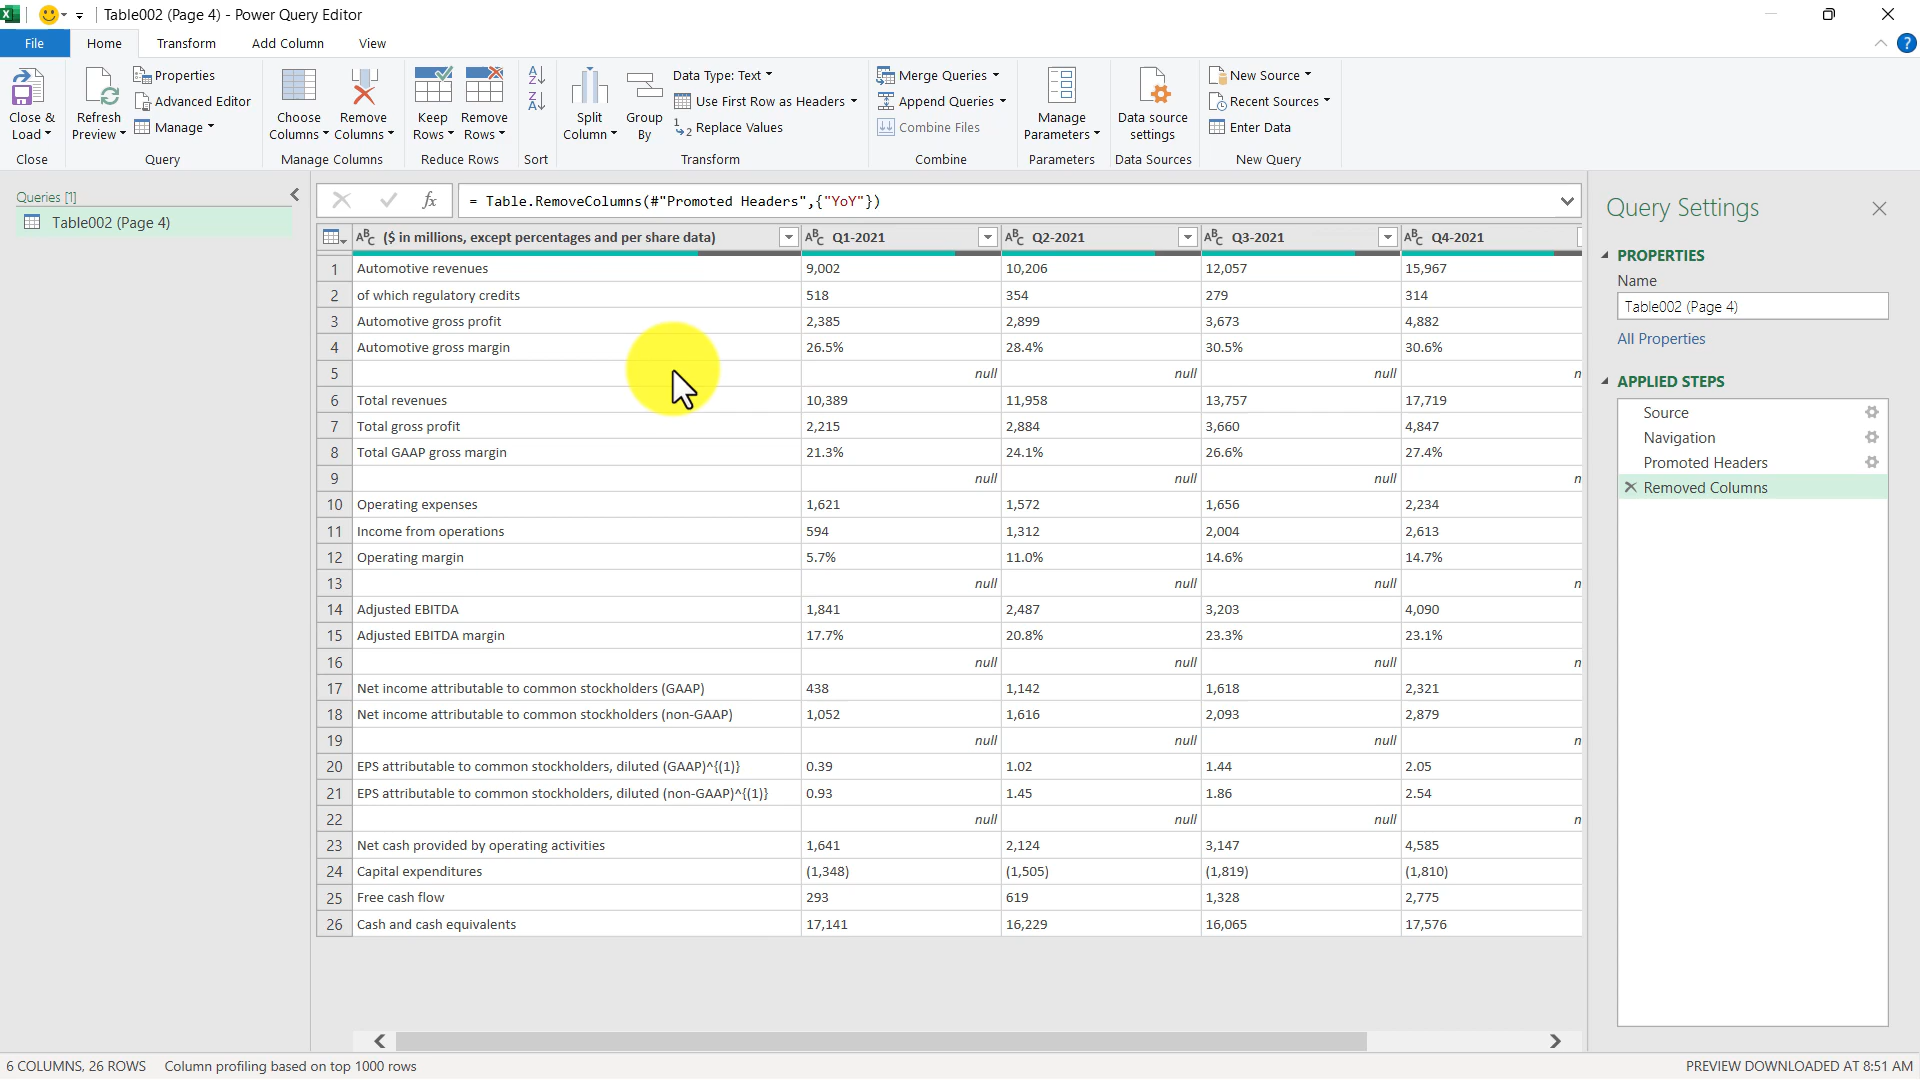 Table002 (Page 4) - Power Query Editor
File Home Transform Add Column View
Close & Load
Close
Refresh Preview
Properties
Advanced Editor
Manage
Query
Choose Columns
Remove Columns
Manage Columns
Keep Rows
Remove Rows
Reduce Rows
Sort
Split Column
Group By
Data Type: Text
Use First Row as Headers
Replace Values
Transform
Merge Queries
Append Queries
Combine Files
Combine
Manage Parameters
Parameters
Data source settings
Data Sources
New Source
Recent Sources
Enter Data
New Query
Queries [1]
Table002 (Page 4)
fx = Table.RemoveColumns(#"Promoted Headers",{"YoY"})
ABC ($ in millions, except percentages and per share data) ABC Q1-2021 ABC Q2-2021 ABC Q3-2021 ABC Q4-2021
1 Automotive revenues 9,002 10,206 12,057 15,967
2 of which regulatory credits 518 354 279 314
3 Automotive gross profit 2,385 2,899 3,673 4,882
4 Automotive gross margin 26.5% 28.4% 30.5% 30.6%
5 null null null n
6 Total revenues 10,389 11,958 13,757 17,719
7 Total gross profit 2,215 2,884 3,660 4,847
8 Total GAAP gross margin 21.3% 24.1% 26.6% 27.4%
9 null null null n
10 Operating expenses 1,621 1,572 1,656 2,234
11 Income from operations 594 1,312 2,004 2,613
12 Operating margin 5.7% 11.0% 14.6% 14.7%
13 null null null n
14 Adjusted EBITDA 1,841 2,487 3,203 4,090
15 Adjusted EBITDA margin 17.7% 20.8% 23.3% 23.1%
16 null null null n
17 Net income attributable to common stockholders (GAAP) 438 1,142 1,618 2,321
18 Net income attributable to common stockholders (non-GAAP) 1,052 1,616 2,093 2,879
19 null null null n
20 EPS attributable to common stockholders, diluted (GAAP)^{(1)} 0.39 1.02 1.44 2.05
21 EPS attributable to common stockholders, diluted (non-GAAP)^{(1)} 0.93 1.45 1.86 2.54
22 null null null n
23 Net cash provided by operating activities 1,641 2,124 3,147 4,585
24 Capital expenditures (1,348) (1,505) (1,819) (1,810)
25 Free cash flow 293 619 1,328 2,775
26 Cash and cash equivalents 17,141 16,229 16,065 17,576
Query Settings
PROPERTIES
Name
Table002 (Page 4)
All Properties
APPLIED STEPS
Source
Navigation
Promoted Headers
Removed Columns
6 COLUMNS, 26 ROWS Column profiling based on top 1000 rows PREVIEW DOWNLOADED AT 8:51 AM